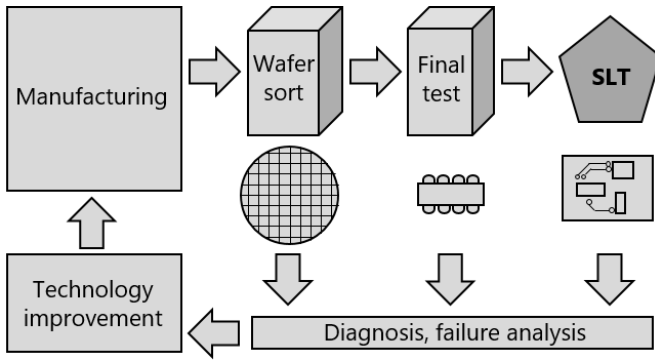 Manufacturing
Wafer
sort
Final
test
SLT
Technology
improvement
Diagnosis, failure analysis